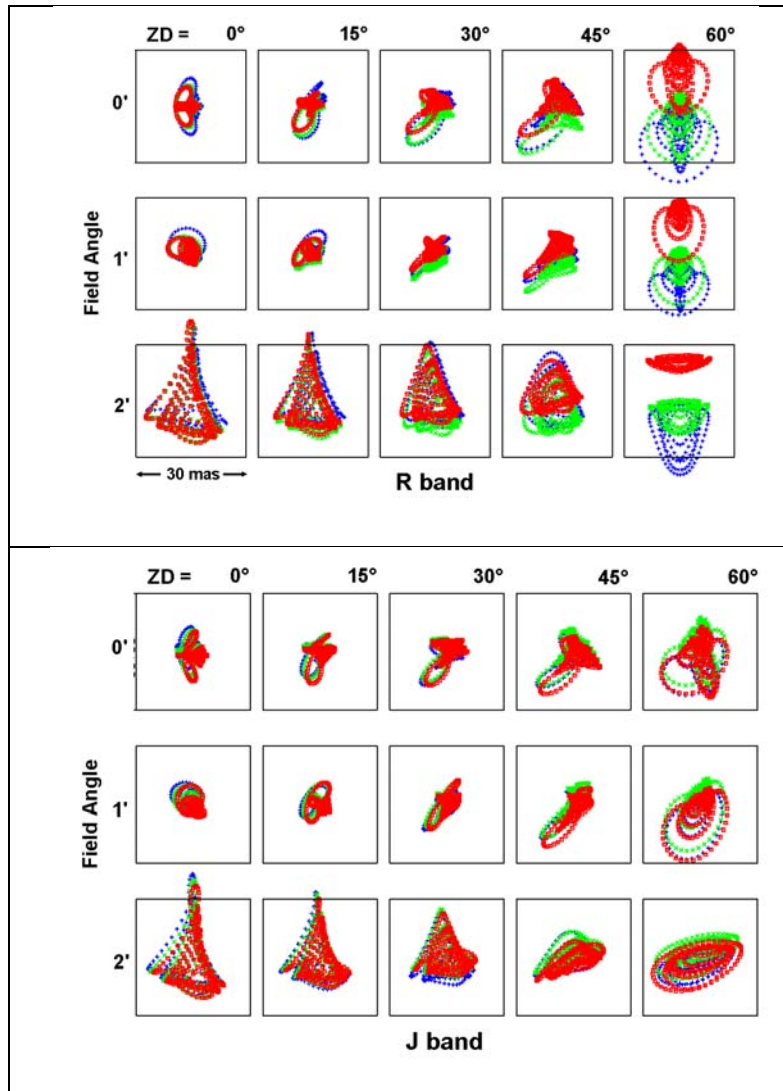 ZD = 0° 15° 30° 45° 60°
0'
1'
Field Angle
2'
30 mas
R band
ZD = 0° 15° 30° 45° 60°
0'
1'
Field Angle
2'
J band